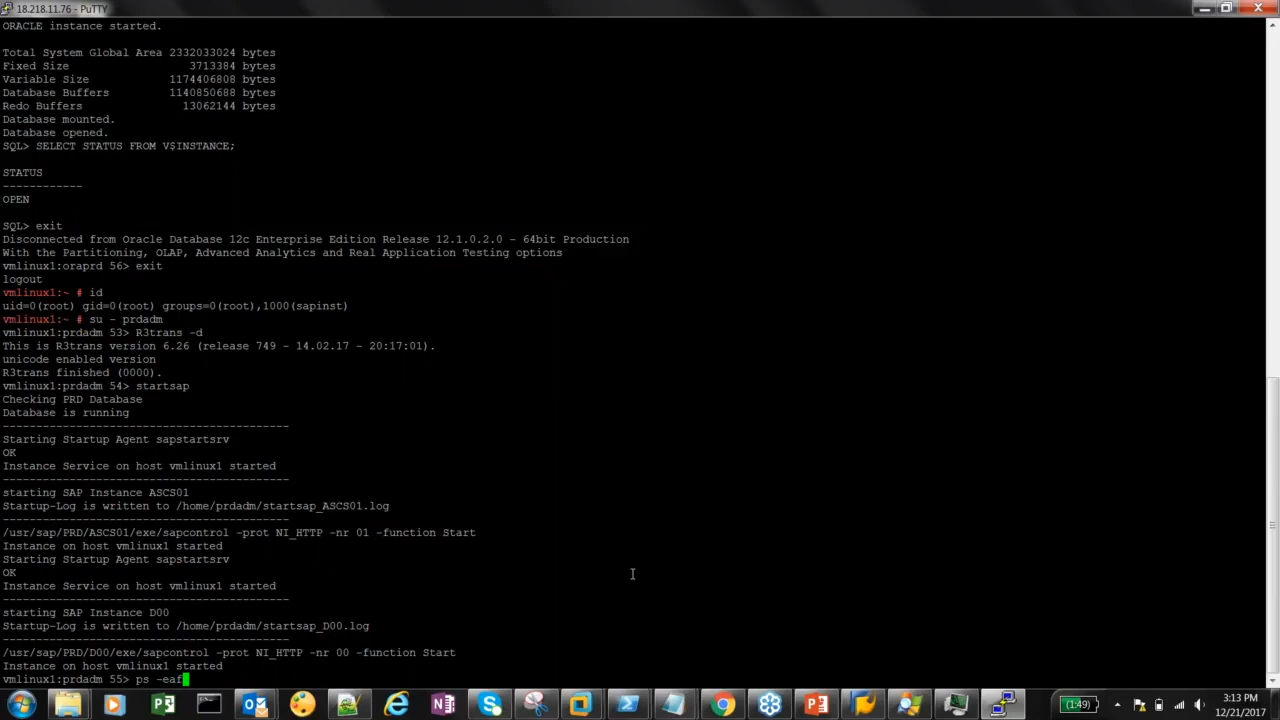 18.218.11.76 - PuTTY
ORACLE instance started.
Total System Global Area 2332033024 bytes
Fixed Size 3713384 bytes
Variable Size 1174406808 bytes
Database Buffers 1140850688 bytes
Redo Buffers 13062144 bytes
Database mounted.
Database opened.
SQL> SELECT STATUS FROM V$INSTANCE;
STATUS
------------
OPEN
SQL> exit
Disconnected from Oracle Database 12c Enterprise Edition Release 12.1.0.2.0 - 64bit Production
With the Partitioning, OLAP, Advanced Analytics and Real Application Testing options
vmlinux1:oraprd 56> exit
logout
vmlinux1:~ # id
uid=0(root) gid=0(root) groups=0(root),1000(sapinst)
vmlinux1:~ # su - prdadm
vmlinux1:prdadm 53> R3trans -d
This is R3trans version 6.26 (release 749 - 14.02.17 - 20:17:01).
unicode enabled version
R3trans finished (0000).
vmlinux1:prdadm 54> startsap
Checking PRD Database
Database is running
-------------------------------------------
Starting Startup Agent sapstartsrv
OK
Instance Service on host vmlinux1 started
-------------------------------------------
starting SAP Instance ASCS01
Startup-Log is written to /home/prdadm/startsap_ASCS01.log
-------------------------------------------
/usr/sap/PRD/ASCS01/exe/sapcontrol -prot NI_HTTP -nr 01 -function Start
Instance on host vmlinux1 started
Starting Startup Agent sapstartsrv
OK
Instance Service on host vmlinux1 started
-------------------------------------------
starting SAP Instance D00
Startup-Log is written to /home/prdadm/startsap_D00.log
-------------------------------------------
/usr/sap/PRD/D00/exe/sapcontrol -prot NI_HTTP -nr 00 -function Start
Instance on host vmlinux1 started
vmlinux1:prdadm 55> ps -eaf
(1:49)
3:13 PM
12/21/2017